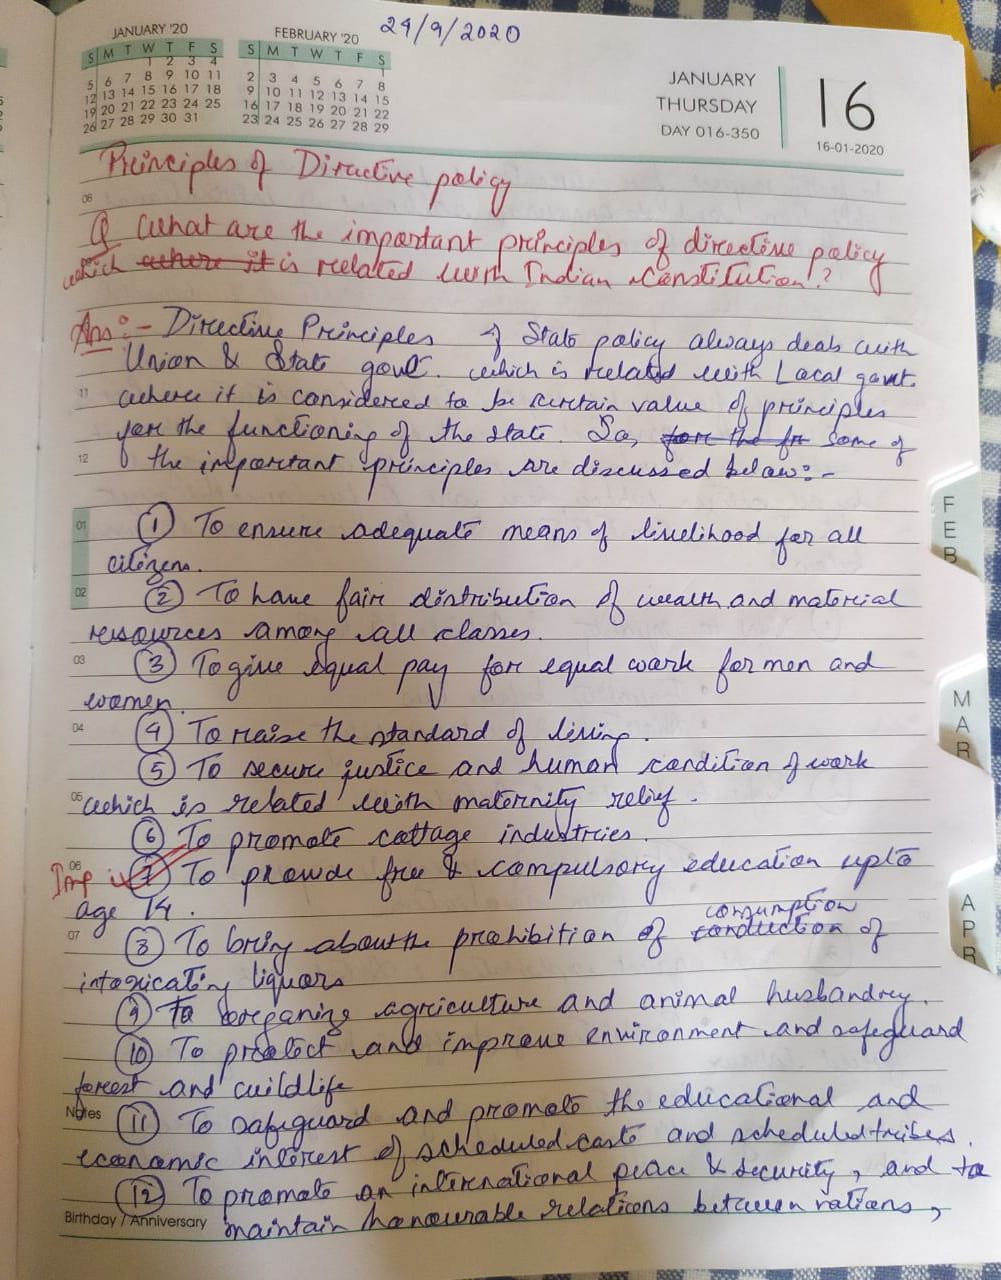 JANUARY '20
S M T W T F S
1 2 3 4
5 6 7 8 9 10 11
12 13 14 15 16 17 18
19 20 21 22 23 24 25
26 27 28 29 30 31
FEBRUARY '20
S M T W T F S
1
2 3 4 5 6 7 8
9 10 11 12 13 14 15
16 17 18 19 20 21 22
23 24 25 26 27 28 29
29/9/2020
JANUARY
THURSDAY
DAY 016-350
16
16-01-2020
Principles of Directive policy
08
Q What are the important principles of directive policy
which where it is related with Indian Constitution?
Ans:- Directive Principles of State policy always deals with
Union & State govt. which is related with Local govt.
11 where it is considered to be certain value of principles
for the functioning of the state. So, for the fr some of
12 the important principles are discussed below:-
01 (1) To ensure adequate means of livelihood for all
citizens.
02 (2) To have fair distribution of wealth and material
resources among all classes.
03 (3) To give equal pay for equal work for men and
women.
04 (4) To raise the standard of living.
(5) To secure justice and human condition of work
05 which is related with maternity relief.
(6) To promote cottage industries.
06 Imp (7) To provide free & compulsory education upto
age 14.
consumption
07 (8) To bring about the prohibition of conduction of
intoxicating liquors
(9) To organing agriculture and animal husbandry.
(10) To protect and improve environment and safeguard
forest and wildlife
Notes (11) To safeguard and promote the educational and
economic interest of scheduled caste and scheduled tribes.
(12) To promote an international peace & security, and to
Birthday / Anniversary maintain honourable relations between nations,
FEB
MAR
APR